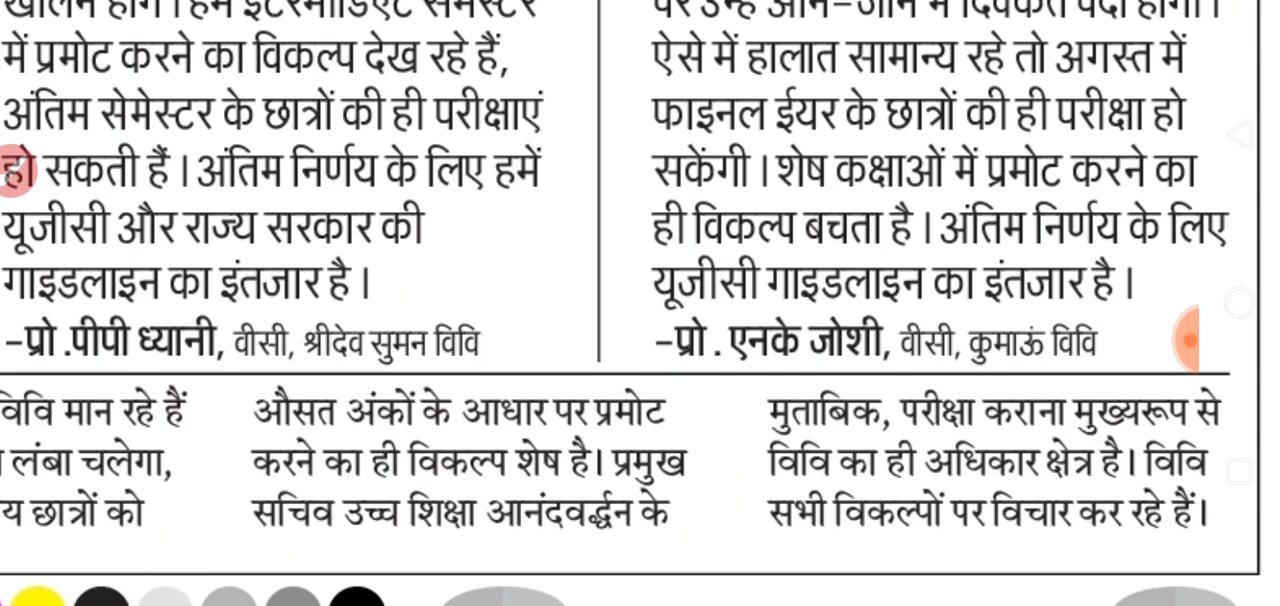 में प्रमोट करने का विकल्प देख रहे हैं,
अंतिम सेमेस्टर के छात्रों की ही परीक्षाएं
हो सकती हैं । अंतिम निर्णय के लिए हमें
यूजीसी और राज्य सरकार की
गाइडलाइन का इंतजार है ।
-प्रो .पीपी ध्यानी, वीसी, श्रीदेव सुमन विवि
ऐसे में हालात सामान्य रहे तो अगस्त में
फाइनल ईयर के छात्रों की ही परीक्षा हो
सकेंगी । शेष कक्षाओं में प्रमोट करने का
ही विकल्प बचता है । अंतिम निर्णय के लिए
यूजीसी गाइडलाइन का इंतजार है ।
-प्रो . एनके जोशी, वीसी, कुमाऊं विवि
विवि मान रहे हैं
लंबा चलेगा,
य छात्रों को
औसत अंकों के आधार पर प्रमोट
करने का ही विकल्प शेष है। प्रमुख
सचिव उच्च शिक्षा आनंदवर्द्धन के
मुताबिक, परीक्षा कराना मुख्यरूप से
विवि का ही अधिकार क्षेत्र है। विवि
सभी विकल्पों पर विचार कर रहे हैं।